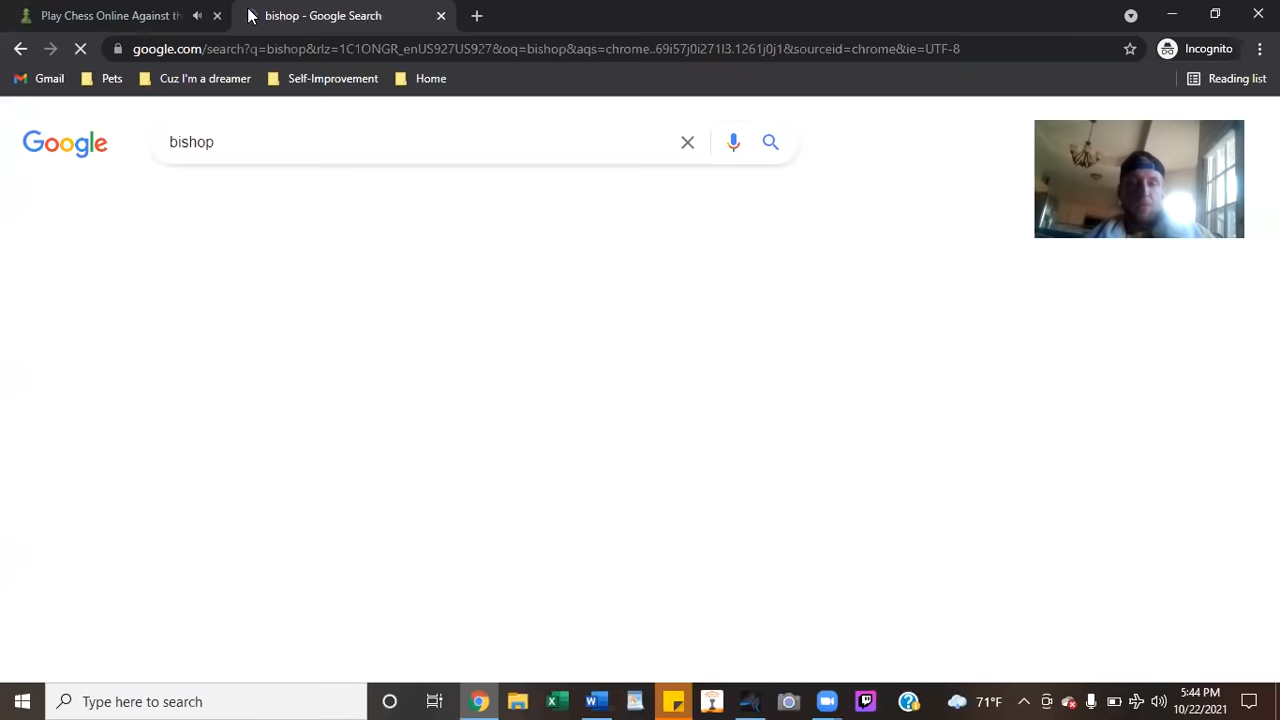 Play Chess Online Against th
bishop - Google Search
google.com/search?q=bishop&rlz=1C1ONGR_enUS927US927&oq=bishop&aqs=chrome..69i57j0i271l3.1261j0j1&sourceid=chrome&ie=UTF-8
Incognito
Gmail
Pets
Cuz I'm a dreamer
Self-Improvement
Home
Reading list
Google
bishop
Type here to search
71°F
5:44 PM
10/22/2021